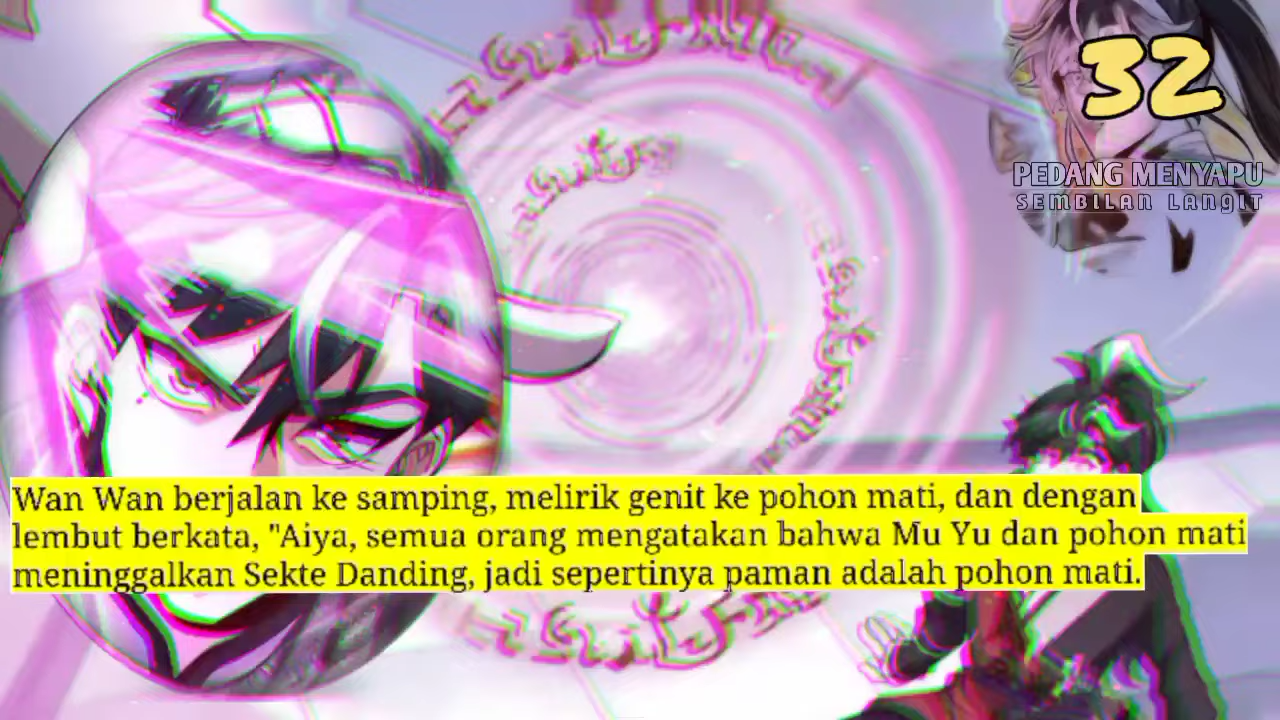 32
PEDANG MENYAPU
SEMBILAN LANGIT
Wan Wan berjalan ke samping, melirik genit ke pohon mati, dan dengan
lembut berkata, "Aiya, semua orang mengatakan bahwa Mu Yu dan pohon mati
meninggalkan Sekte Danding, jadi sepertinya paman adalah pohon mati.